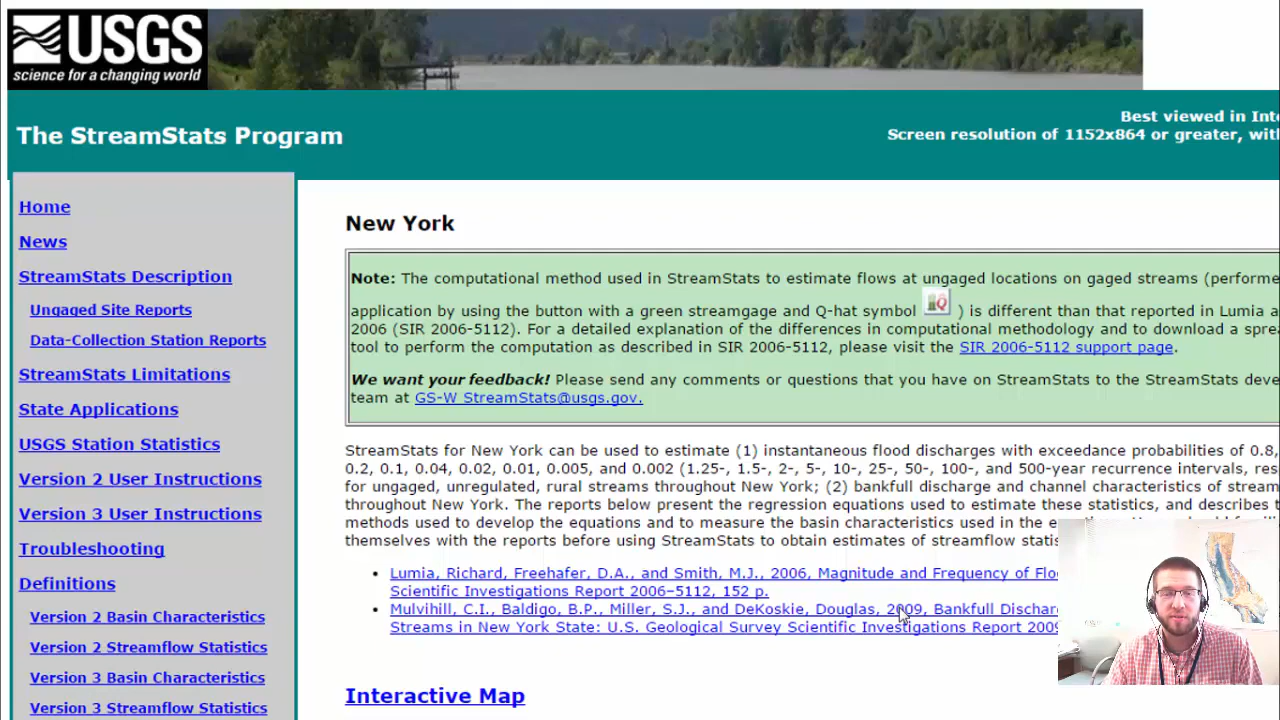 USGS
science for a changing world
The StreamStats Program
Best viewed in
Screen resolution of 1152x864 or greater,
Home
News
StreamStats Description
Ungaged Site Reports
Data-Collection Station Reports
StreamStats Limitations
State Applications
USGS Station Statistics
Version 2 User Instructions
Version 3 User Instructions
Troubleshooting
Definitions
Version 2 Basin Characteristics
Version 2 Streamflow Statistics
Version 3 Basin Characteristics
Version 3 Streamflow Statistics
New York
Note: The computational method used in StreamStats to estimate flows at ungaged locations on gaged streams (performe
application by using the button with a green streamgage and Q-hat symbol ) is different than that reported in Lumia a
2006 (SIR 2006-5112). For a detailed explanation of the differences in computational methodology and to download a spre
tool to perform the computation as described in SIR 2006-5112, please visit the SIR 2006-5112 support page.
We want your feedback! Please send any comments or questions that you have on StreamStats to the StreamStats deve
team at GS-W StreamStats@usgs.gov.
StreamStats for New York can be used to estimate (1) instantaneous flood discharges with exceedance probabilities of 0.8,
0.2, 0.1, 0.04, 0.02, 0.01, 0.005, and 0.002 (1.25-, 1.5-, 2-, 5-, 10-, 25-, 50-, 100-, and 500-year recurrence intervals, res
for ungaged, unregulated, rural streams throughout New York; (2) bankfull discharge and channel characteristics of stream
throughout New York. The reports below present the regression equations used to estimate these statistics, and describes t
methods used to develop the equations and to measure the basin characteristics used in the
themselves with the reports before using StreamStats to obtain estimates of streamflow statis
• Lumia, Richard, Freehafer, D.A., and Smith, M.J., 2006, Magnitude and Frequency of Flo
Scientific Investigations Report 2006–5112, 152 p.
• Mulvihill, C.I., Baldigo, B.P., Miller, S.J., and DeKoskie, Douglas, 2009, Bankfull Dischar
Streams in New York State: U.S. Geological Survey Scientific Investigations Report 2009
Interactive Map